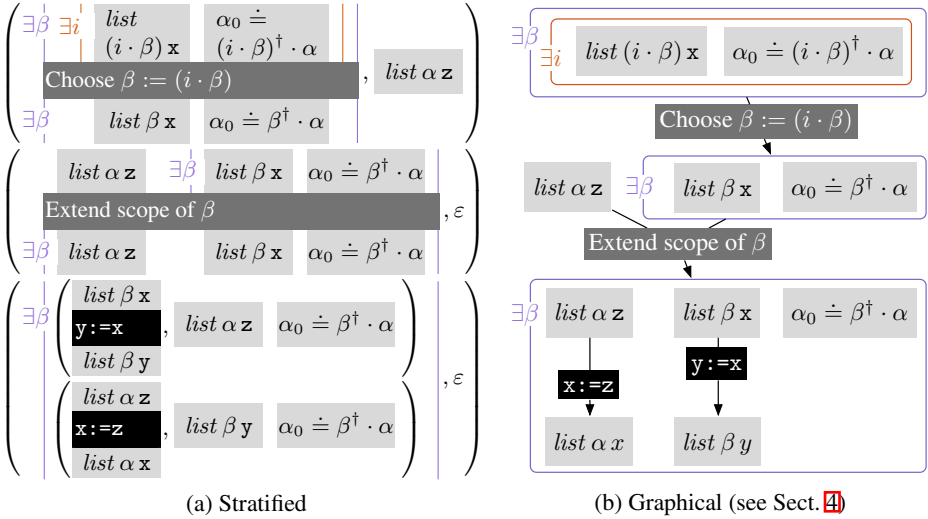 ∃β ∃i list (i · β) x α₀ ≐ (i · β)† · α
Choose β := (i · β) , list α z
∃β list β x α₀ ≐ β† · α
list α z ∃β list β x α₀ ≐ β† · α
Extend scope of β , ε
∃β list α z list β x α₀ ≐ β† · α
∃β list β x
y:=x , list α z α₀ ≐ β† · α
list β y
, ε
list α z
x:=z , list β y α₀ ≐ β† · α
list α x
(a) Stratified
∃β
∃i list (i · β) x α₀ ≐ (i · β)† · α
Choose β := (i · β)
list α z ∃β list β x α₀ ≐ β† · α
Extend scope of β
∃β list α z list β x α₀ ≐ β† · α
y:=x
x:=z
list α x list β y
(b) Graphical (see Sect. 4)